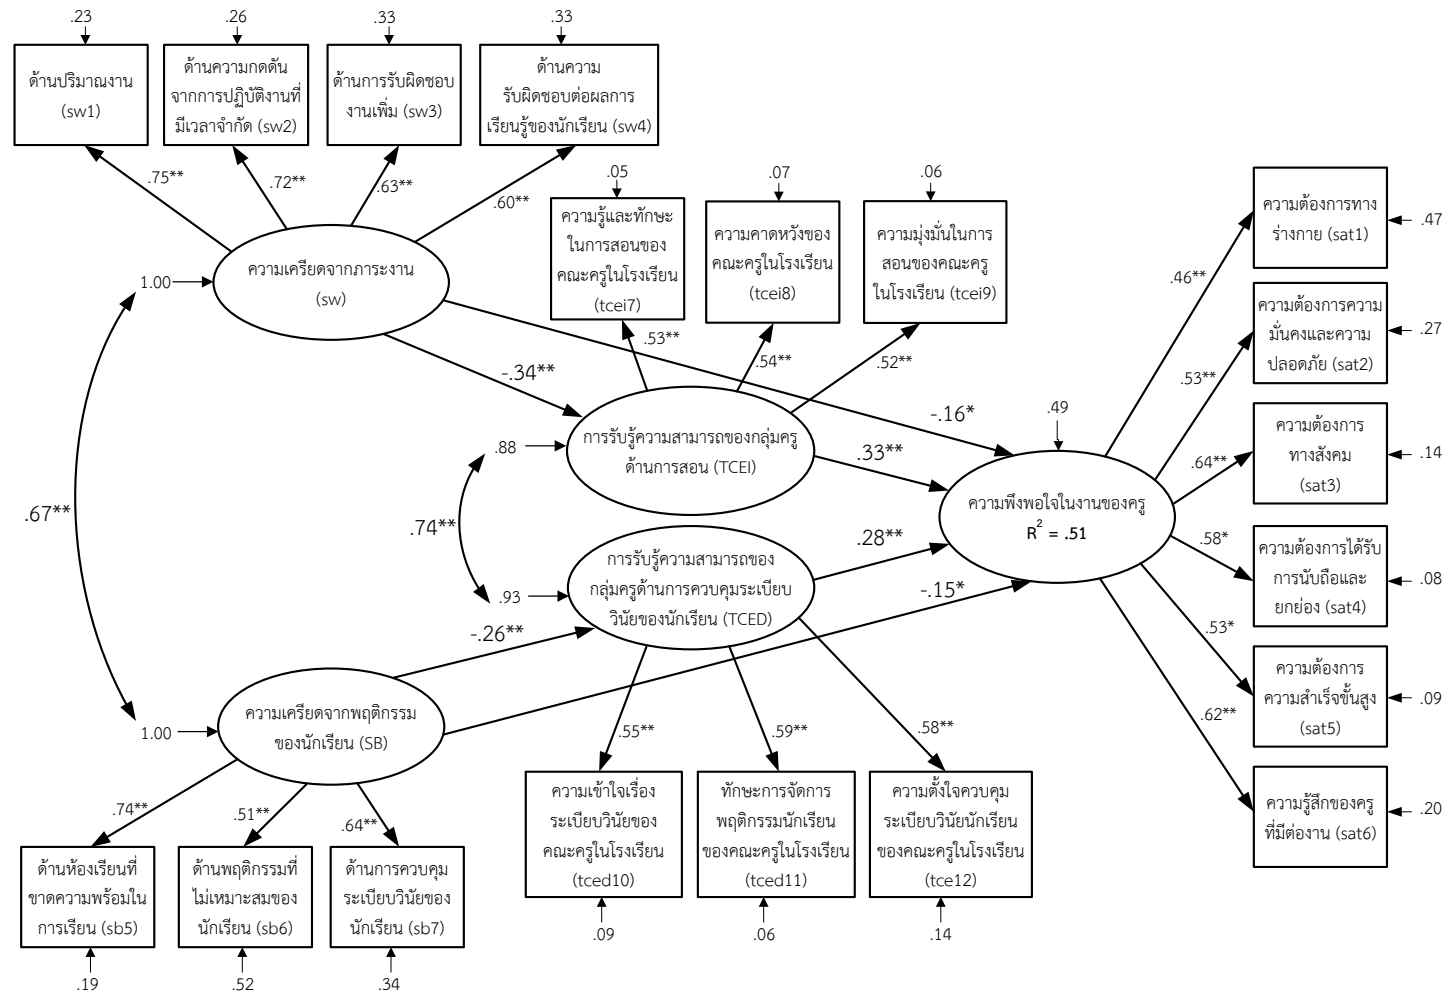 .23
.26
.33
.33
ด้านปริมาณงาน
(sw1)
ด้านความกดดัน
จากการปฏิบัติงานที่
มีเวลาจำกัด (sw2)
ด้านการรับผิดชอบ
งานเพิ่ม (sw3)
ด้านความ
รับผิดชอบต่อผลการ
เรียนรู้ของนักเรียน (sw4)
.75**
.72**
.63**
.60**
.05
.07
.06
ความรู้และทักษะ
ในการสอนของ
คณะครูในโรงเรียน
(tcei7)
ความคาดหวังของ
คณะครูในโรงเรียน
(tcei8)
ความมุ่งมั่นในการ
สอนของคณะครู
ในโรงเรียน (tcei9)
ความต้องการทาง
ร่างกาย (sat1)
.47
1.00
ความเครียดจากภาระงาน
(sw)
.53**
.54**
.52**
.46**
ความต้องการความ
มั่นคงและความ
ปลอดภัย (sat2)
.27
-.34**
-.16*
.49
.53**
.88
การรับรู้ความสามารถของกลุ่มครู
ด้านการสอน (TCEI)
.33**
ความต้องการ
ทางสังคม
(sat3)
.14
.64**
.67**
.74**
ความพึงพอใจในงานของครู
R² = .51
.58*
.28**
ความต้องการได้รับ
การนับถือและ
ยกย่อง (sat4)
.08
.93
การรับรู้ความสามารถของ
กลุ่มครูด้านการควบคุมระเบียบ
วินัยของนักเรียน (TCED)
-.15*
-.26**
.53*
ความต้องการ
ความสำเร็จขั้นสูง
(sat5)
.09
1.00
ความเครียดจากพฤติกรรม
ของนักเรียน (SB)
.62**
.55**
.59**
.58**
ความรู้สึกของครู
ที่มีต่องาน (sat6)
.20
.74**
.51**
.64**
ความเข้าใจเรื่อง
ระเบียบวินัยของ
คณะครูในโรงเรียน
(tced10)
ทักษะการจัดการ
พฤติกรรมนักเรียน
ของคณะครูในโรงเรียน
(tced11)
ความตั้งใจควบคุม
ระเบียบวินัยนักเรียน
ของคณะครูในโรงเรียน
(tce12)
ด้านห้องเรียนที่
ขาดความพร้อมใน
การเรียน (sb5)
ด้านพฤติกรรมที่
ไม่เหมาะสมของ
นักเรียน (sb6)
ด้านการควบคุม
ระเบียบวินัยของ
นักเรียน (sb7)
.09
.06
.14
.19
.52
.34